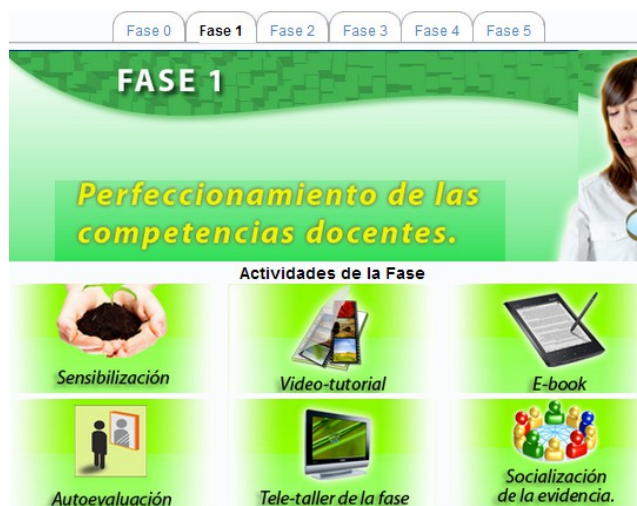 Fase 0 Fase 1 Fase 2 Fase 3 Fase 4 Fase 5
FASE 1
Perfeccionamiento de las
competencias docentes.
Actividades de la Fase
Sensibilización Video-tutorial E-book
Autoevaluación Tele-taller de la fase Socialización
de la evidencia.